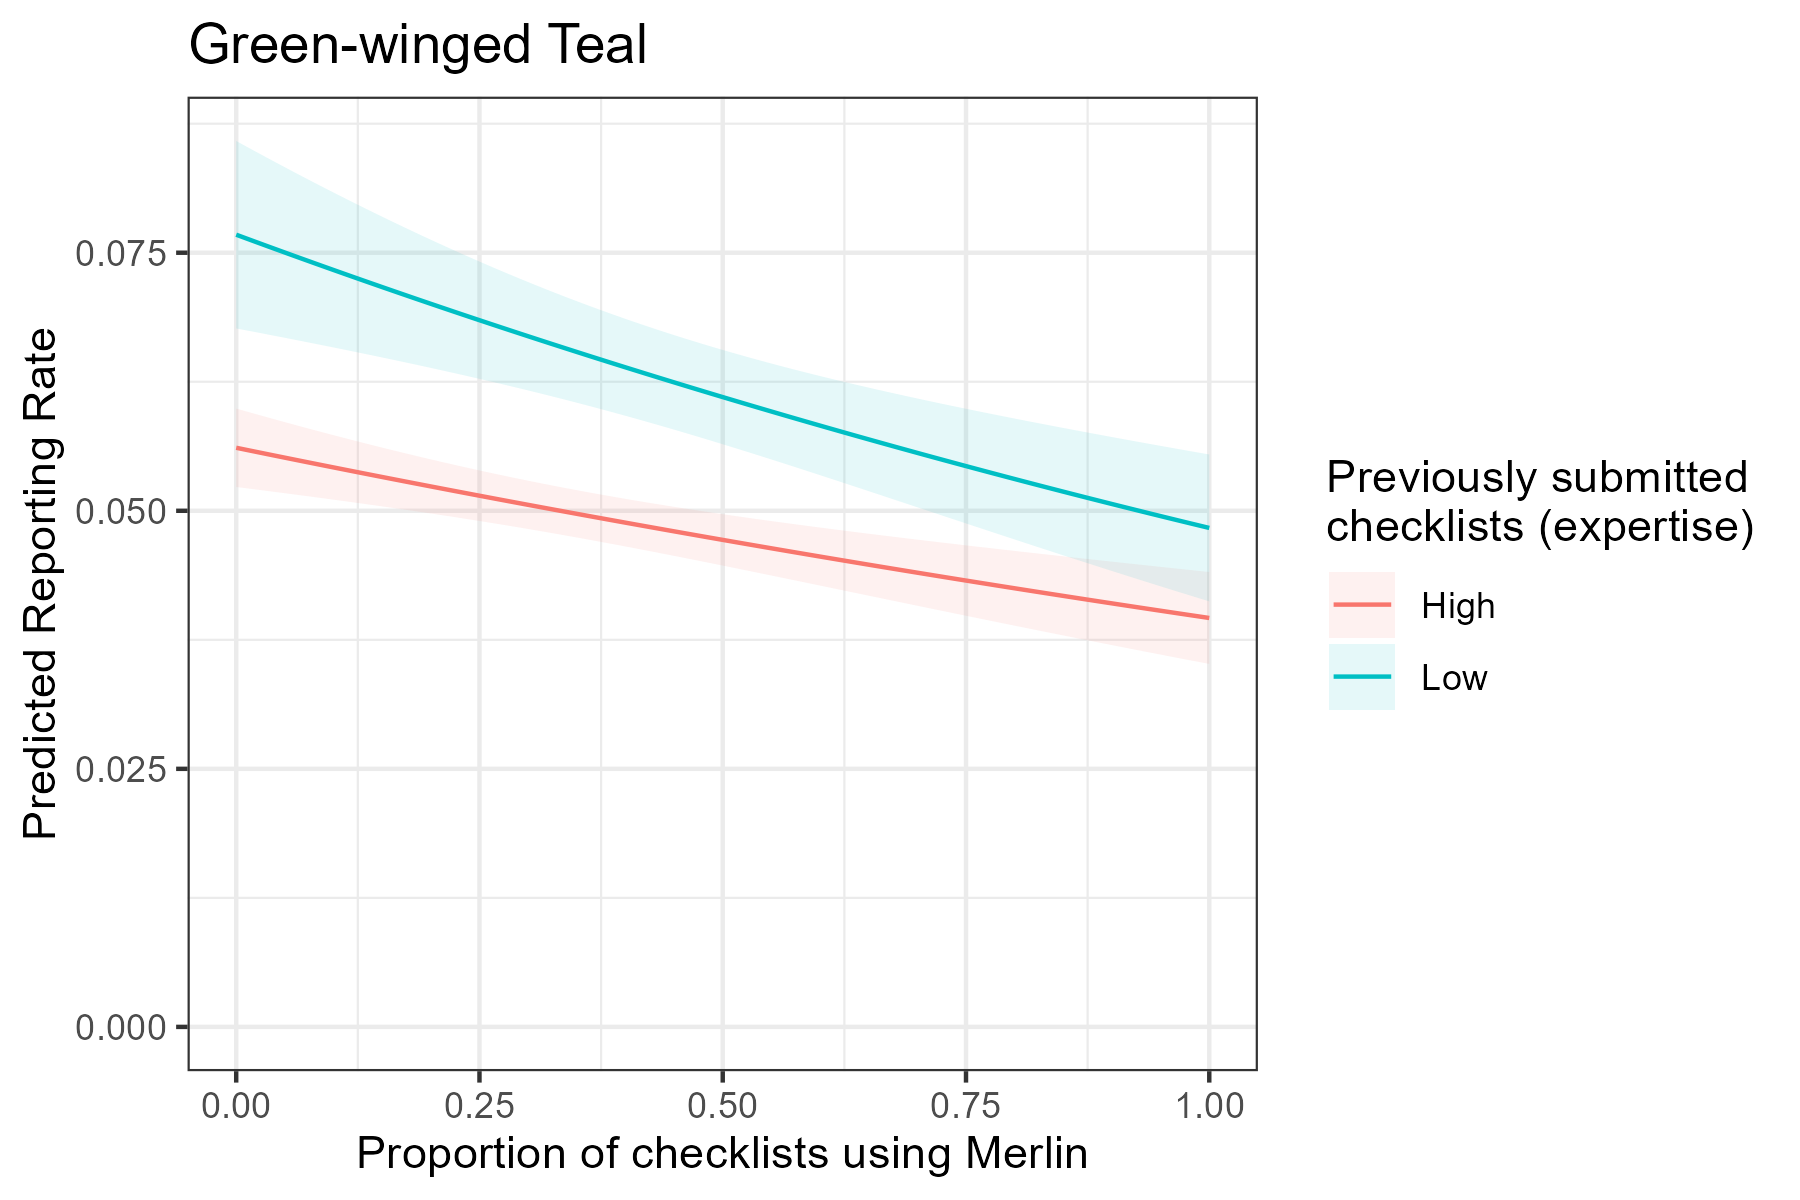 Green-winged Teal
Predicted Reporting Rate
0.075
0.050
0.025
0.000
0.00 0.25 0.50 0.75 1.00
Proportion of checklists using Merlin
Previously submitted
checklists (expertise)
High
Low